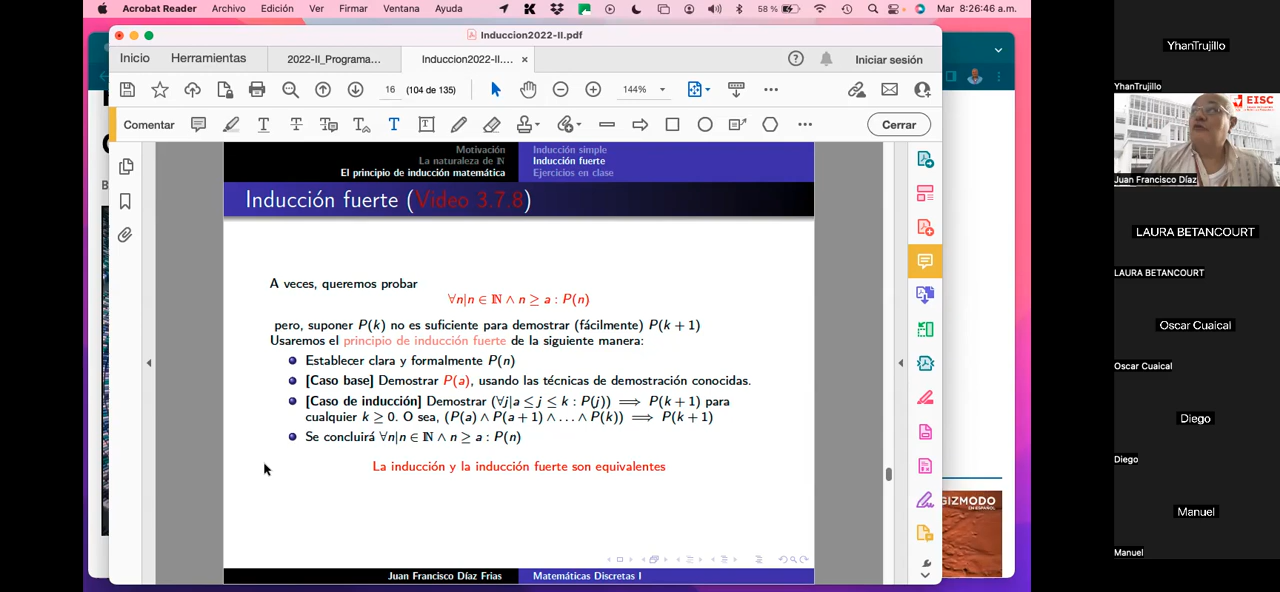 Acrobat Reader Archivo Edición Ver Firmar Ventana Ayuda 58 % Mar 8:26:46 a.m.
Induccion2022-II.pdf
Inicio Herramientas 2022-II_Programa... Induccion2022-II.... × Iniciar sesión
16 (104 de 135) 144%
Comentar Cerrar
Motivación
La naturaleza de ℕ
El principio de inducción matemática
Inducción simple
Inducción fuerte
Ejercicios en clase
Inducción fuerte (Video 3.7.8)
A veces, queremos probar
∀n|n ∈ ℕ ∧ n ≥ a : P(n)
pero, suponer P(k) no es suficiente para demostrar (fácilmente) P(k + 1)
Usaremos el principio de inducción fuerte de la siguiente manera:
Establecer clara y formalmente P(n)
[Caso base] Demostrar P(a), usando las técnicas de demostración conocidas.
[Caso de inducción] Demostrar (∀j|a ≤ j ≤ k : P(j)) ⟹ P(k + 1) para
cualquier k ≥ 0. O sea, (P(a) ∧ P(a + 1) ∧ . . . ∧ P(k)) ⟹ P(k + 1)
Se concluirá ∀n|n ∈ ℕ ∧ n ≥ a : P(n)
La inducción y la inducción fuerte son equivalentes
Juan Francisco Díaz Frias Matemáticas Discretas I
GIZMODO
EN ESPAÑOL
YhanTrujillo
YhanTrujillo
EISC
Juan Francisco Díaz
LAURA BETANCOURT
LAURA BETANCOURT
Oscar Cuaical
Oscar Cuaical
Diego
Diego
Manuel
Manuel